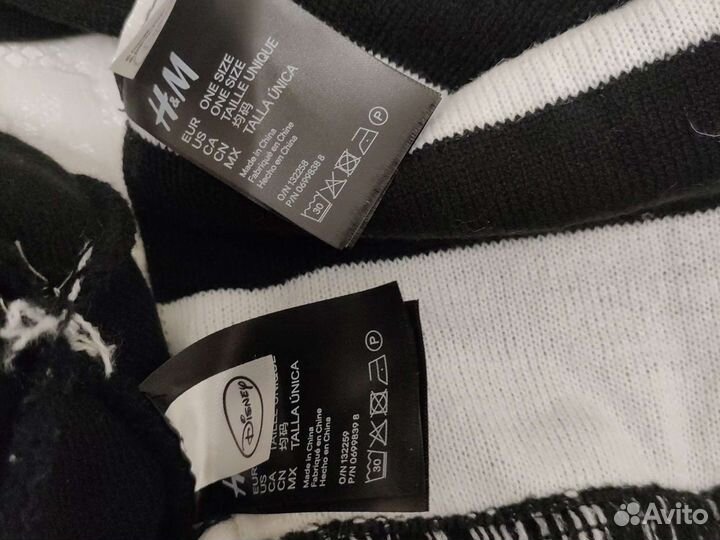 H&M
EUR ONE SIZE
US ONE SIZE
CA TAILLE UNIQUE
CN 均码
MX TALLA ÚNICA
Made in China
Fabriqué en Chine
Hecho en China
O/N 132258
P/N 0699838 8
30
P
Disney
H
EUR
US
CA TAILLE UNIQUE
CN 均码
MX TALLA ÚNICA
Made in China
Fabriqué en Chine
Hecho en China
O/N 132259
P/N 0699839 8
30
P
Avito